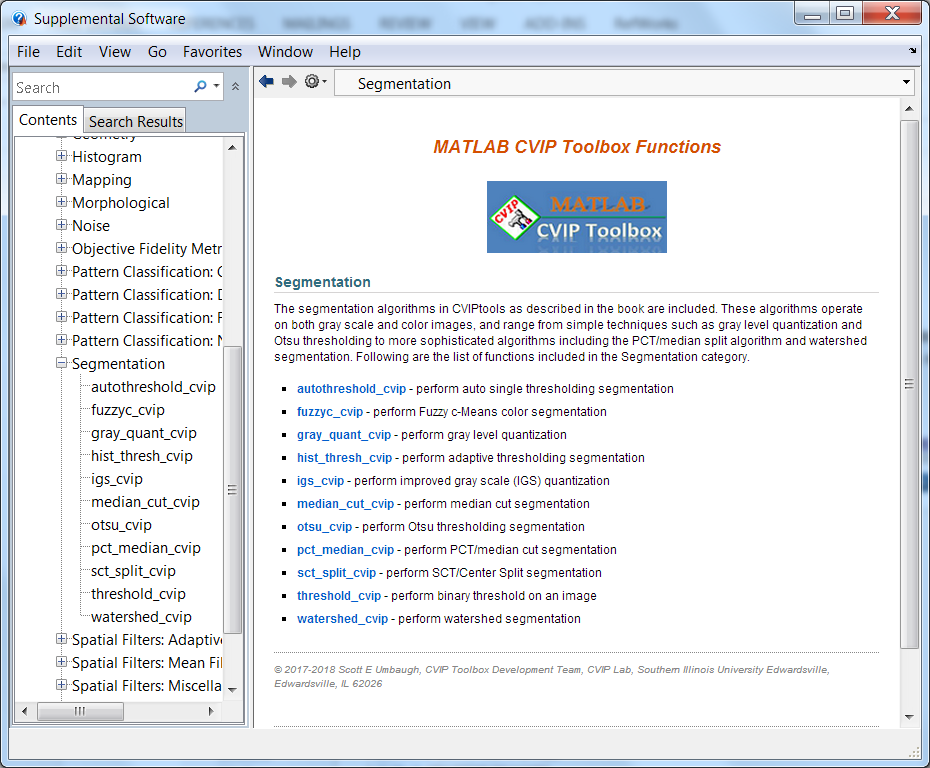 Supplemental Software
MAILINGS REVIEW VIEW ADD-INS RefWorks
File Edit View Go Favorites Window Help
Search
Segmentation
Contents Search Results
Geometry
Histogram
Mapping
Morphological
Noise
Objective Fidelity Metr
Pattern Classification:
Pattern Classification:
Pattern Classification:
Pattern Classification:
Segmentation
autothreshold_cvip
fuzzyc_cvip
gray_quant_cvip
hist_thresh_cvip
igs_cvip
median_cut_cvip
otsu_cvip
pct_median_cvip
sct_split_cvip
threshold_cvip
watershed_cvip
Spatial Filters: Adaptive
Spatial Filters: Mean Fil
Spatial Filters: Miscella
MATLAB CVIP Toolbox Functions
CVIP
MATLAB
CVIP Toolbox
Segmentation
The segmentation algorithms in CVIPtools as described in the book are included. These algorithms operate
on both gray scale and color images, and range from simple techniques such as gray level quantization and
Otsu thresholding to more sophisticated algorithms including the PCT/median split algorithm and watershed
segmentation. Following are the list of functions included in the Segmentation category.
autothreshold_cvip - perform auto single thresholding segmentation
fuzzyc_cvip - perform Fuzzy c-Means color segmentation
gray_quant_cvip - perform gray level quantization
hist_thresh_cvip - perform adaptive thresholding segmentation
igs_cvip - perform improved gray scale (IGS) quantization
median_cut_cvip - perform median cut segmentation
otsu_cvip - perform Otsu thresholding segmentation
pct_median_cvip - perform PCT/median cut segmentation
sct_split_cvip - perform SCT/Center Split segmentation
threshold_cvip - perform binary threshold on an image
watershed_cvip - perform watershed segmentation
© 2017-2018 Scott E Umbaugh, CVIP Toolbox Development Team, CVIP Lab, Southern Illinois University Edwardsville,
Edwardsville, IL 62026